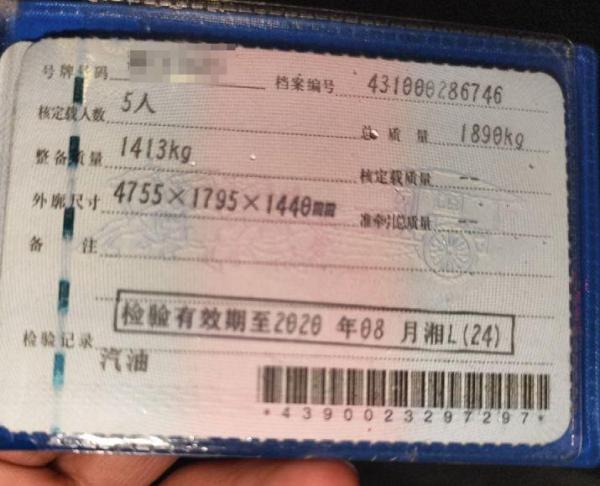 号牌号码
档案编号 431000286746
核定载人数 5人
总质量 1890kg
整备质量 1413kg
核定载质量 --
外廓尺寸 4755×1795×1440mm
准牵引总质量 --
备注
检验有效期至2020 年08 月湘L(24)
检验记录
汽油
*4390023297297*